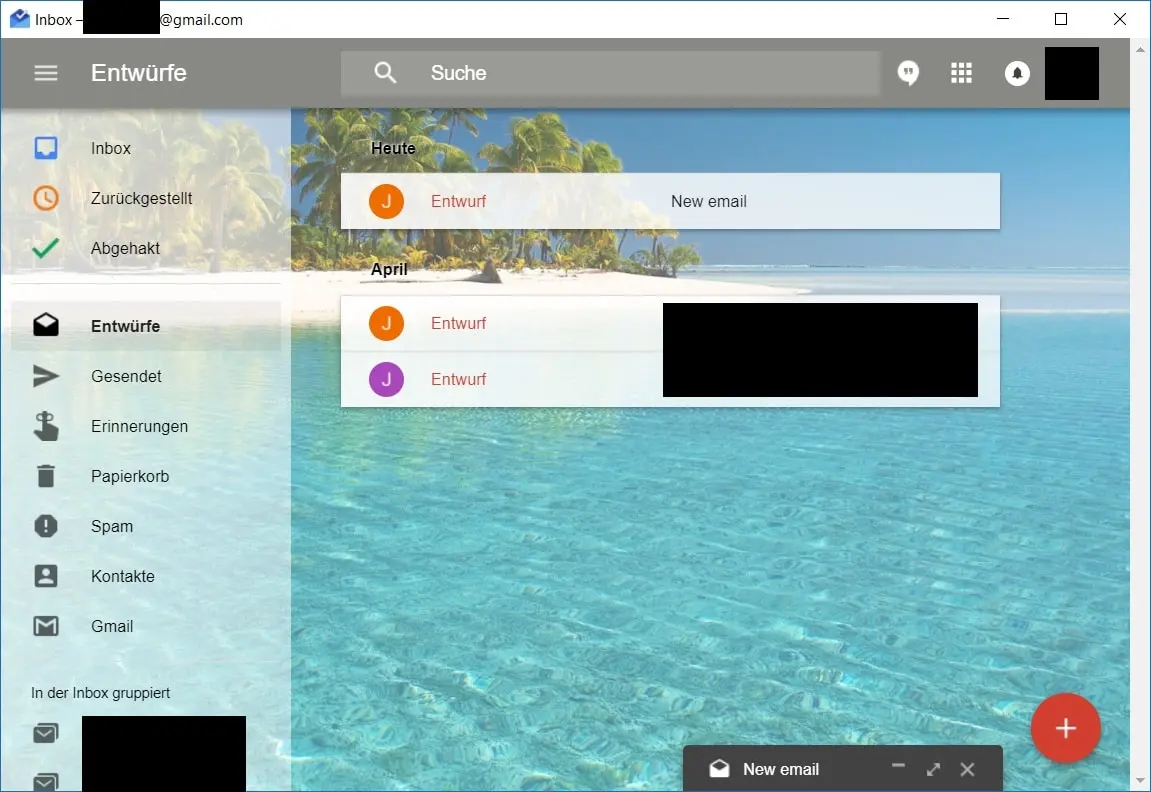 Inbox – @gmail.com
Entwürfe
Suche
Inbox
Zurückgestellt
Abgehakt
Entwürfe
Gesendet
Erinnerungen
Papierkorb
Spam
Kontakte
Gmail
In der Inbox gruppiert
Heute
J Entwurf New email
April
J Entwurf
J Entwurf
New email